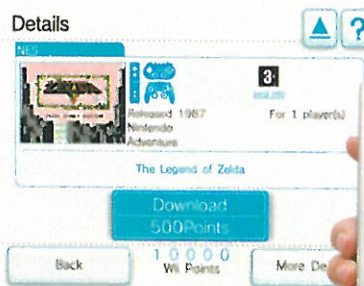 Details
?
NES
3
Released 1987
For 1 player(s)
Nintendo
Adventure
The Legend of Zelda
Download
500Points
Back
10000
Wii Points
More De